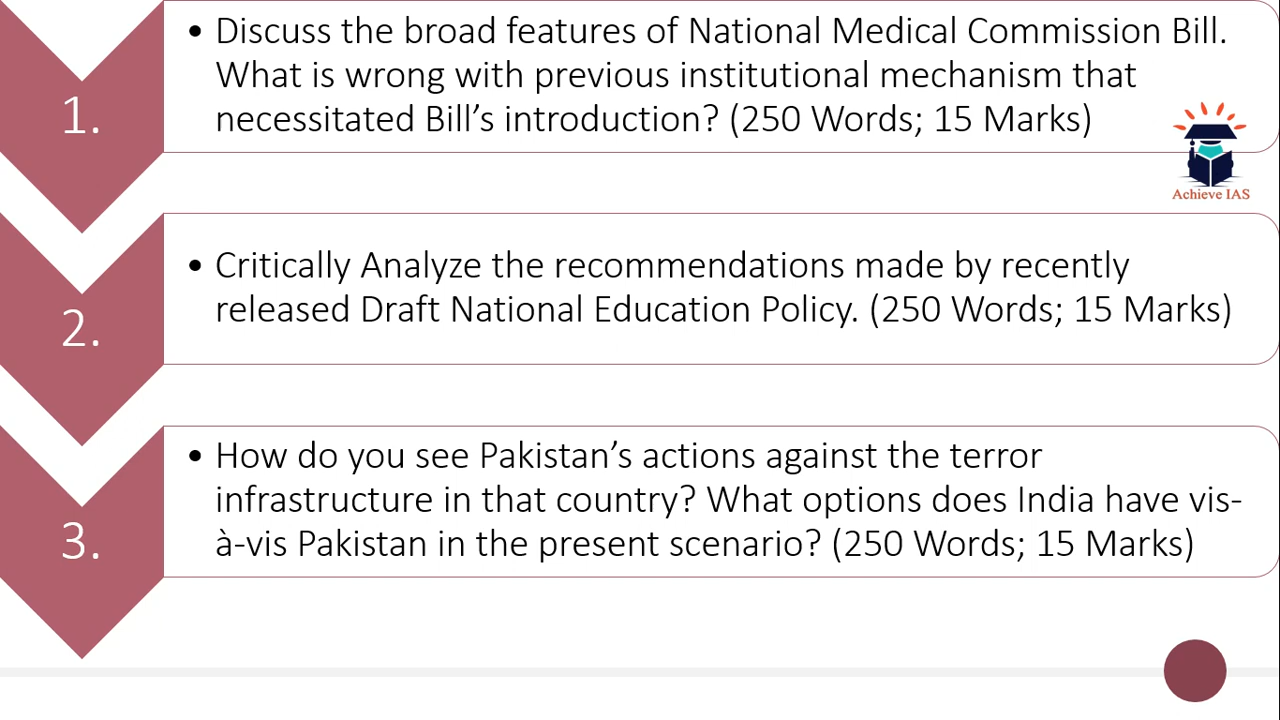 1.
• Discuss the broad features of National Medical Commission Bill.
What is wrong with previous institutional mechanism that
necessitated Bill’s introduction? (250 Words; 15 Marks)
Achieve IAS
2.
• Critically Analyze the recommendations made by recently
released Draft National Education Policy. (250 Words; 15 Marks)
3.
• How do you see Pakistan’s actions against the terror
infrastructure in that country? What options does India have vis-
à-vis Pakistan in the present scenario? (250 Words; 15 Marks)